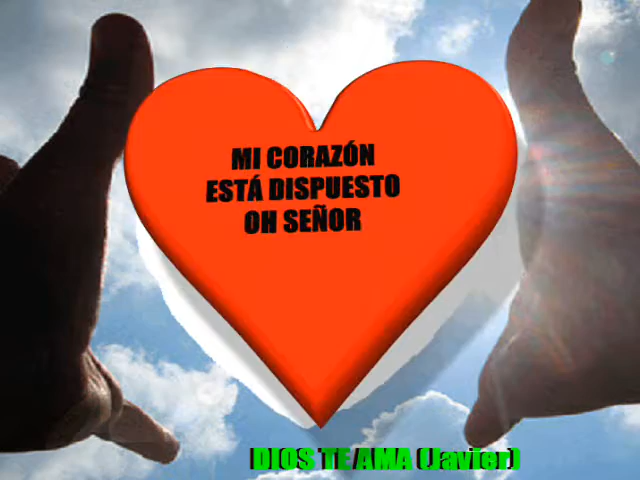 MI CORAZÓN
ESTÁ DISPUESTO
OH SEÑOR
DIOS TE AMA (Javier)